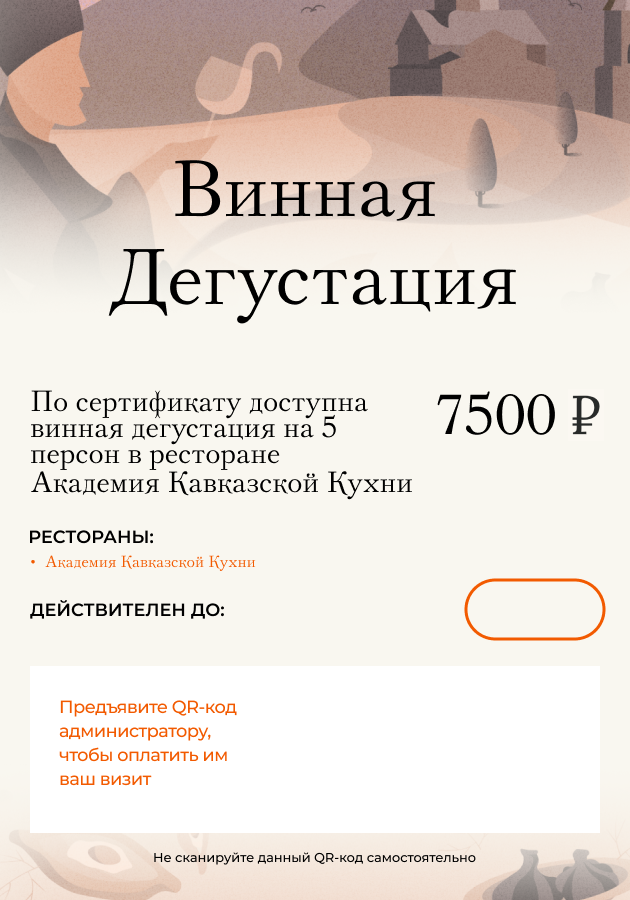 Винная
Дегустация
По сертификату доступна
винная дегустация на 5
персон в ресторане
Академия Кавказской Кухни
7500 ₽
РЕСТОРАНЫ:
• Академия Кавказской Кухни
ДЕЙСТВИТЕЛЕН ДО:
Предъявите QR-код
администратору,
чтобы оплатить им
ваш визит
Не сканируйте данный QR-код самостоятельно